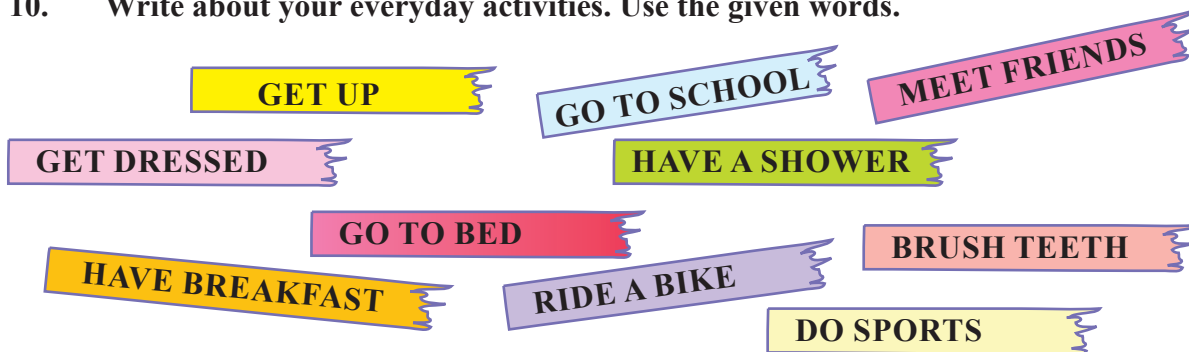 10. Write about your everyday activities. Use the given words.
GET UP
GO TO SCHOOL
MEET FRIENDS
GET DRESSED
HAVE A SHOWER
GO TO BED
BRUSH TEETH
HAVE BREAKFAST
RIDE A BIKE
DO SPORTS